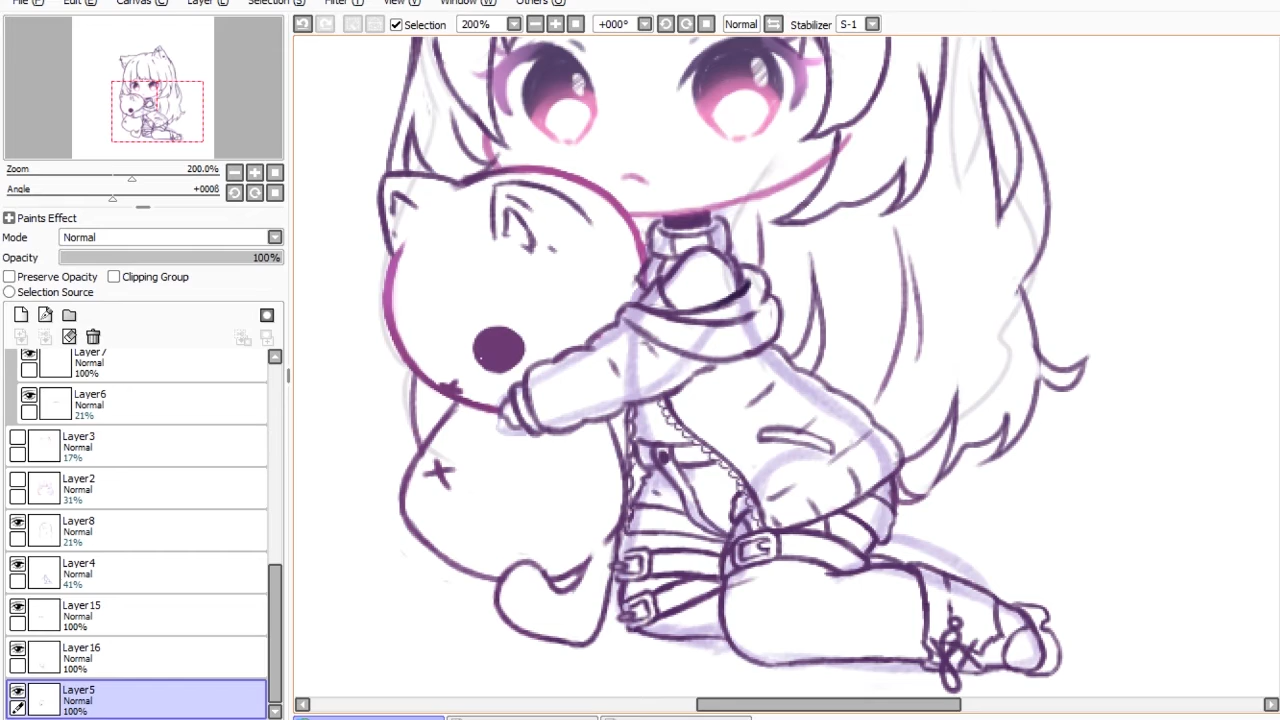 File (F) Edit (E) Canvas (C) Layer (L) Selection (S) Filter (T) View (V) Window (W) Others (O)
Selection 200% +000° Normal Stabilizer S-1
Zoom 200.0%
Angle +0008
Paints Effect
Mode Normal
Opacity 100%
Preserve Opacity Clipping Group
Selection Source
Layer7
Normal
100%
Layer6
Normal
21%
Layer3
Normal
17%
Layer2
Normal
31%
Layer8
Normal
21%
Layer4
Normal
41%
Layer15
Normal
100%
Layer16
Normal
100%
Layer5
Normal
100%